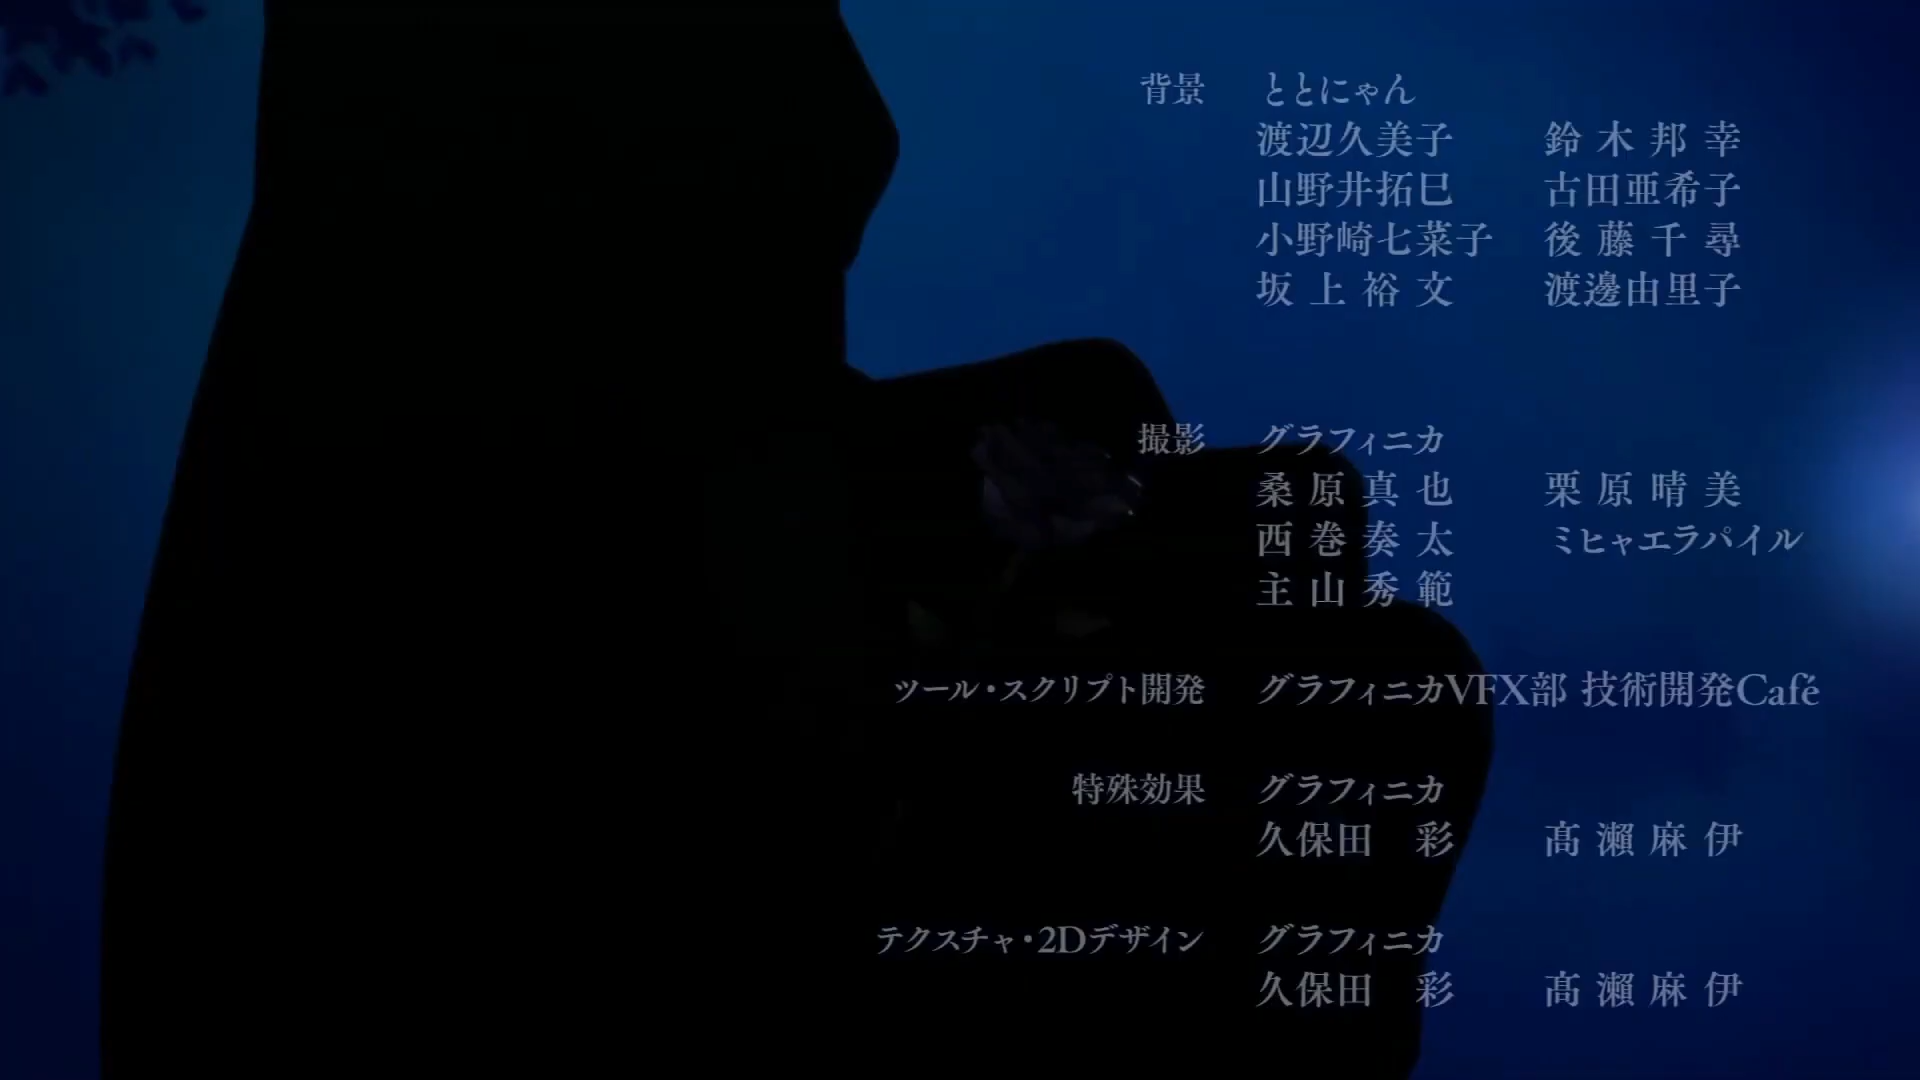 背景 ととにゃん
渡辺久美子 鈴木邦幸
山野井拓巳 古田亜希子
小野崎七菜子 後藤千尋
坂上裕文 渡邊由里子
撮影 グラフィニカ
桑原真也 栗原晴美
西巻奏太 ミヒャエラパイル
主山秀範
ツール・スクリプト開発 グラフィニカVFX部 技術開発Café
特殊効果 グラフィニカ
久保田 彩 髙瀨麻伊
テクスチャ・2Dデザイン グラフィニカ
久保田 彩 髙瀨麻伊